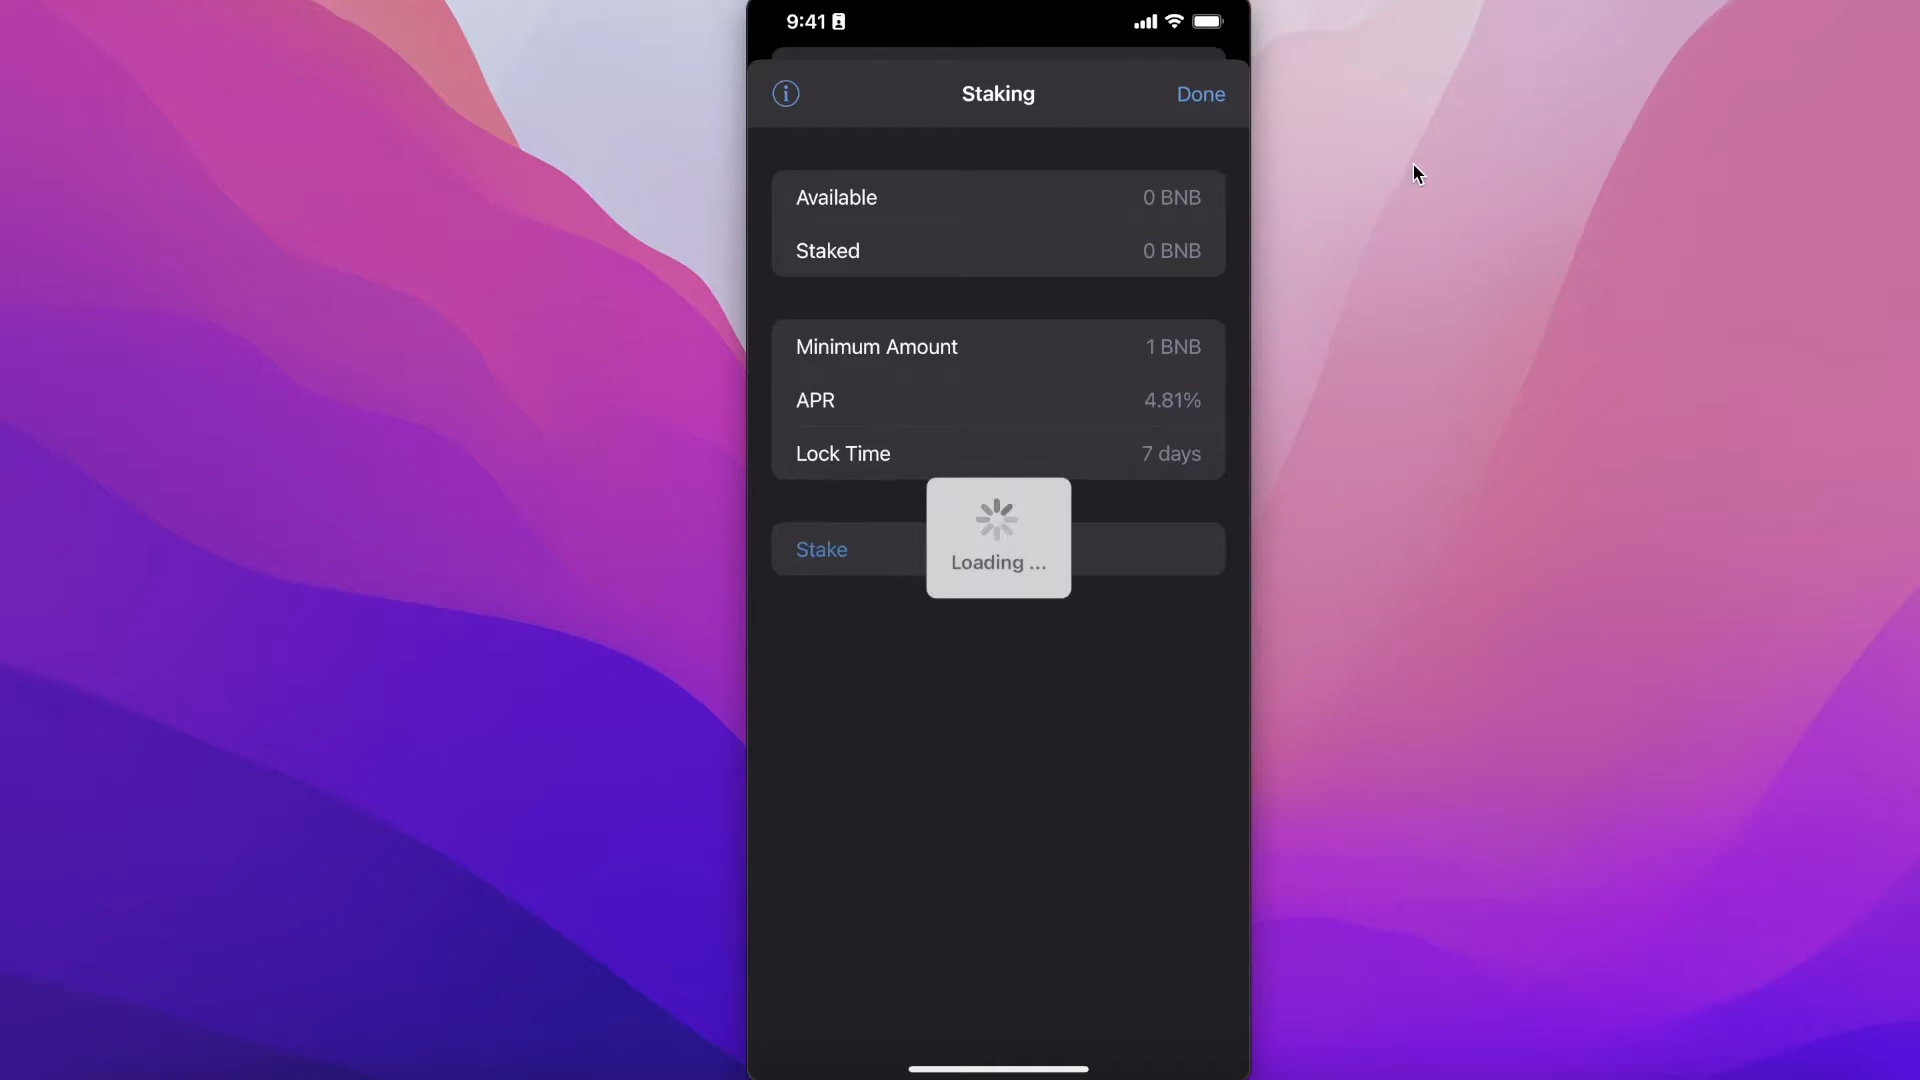 9:41
Staking
Done
Available
0 BNB
Staked
0 BNB
Minimum Amount
1 BNB
APR
4.81%
Lock Time
7 days
Stake
Loading ...